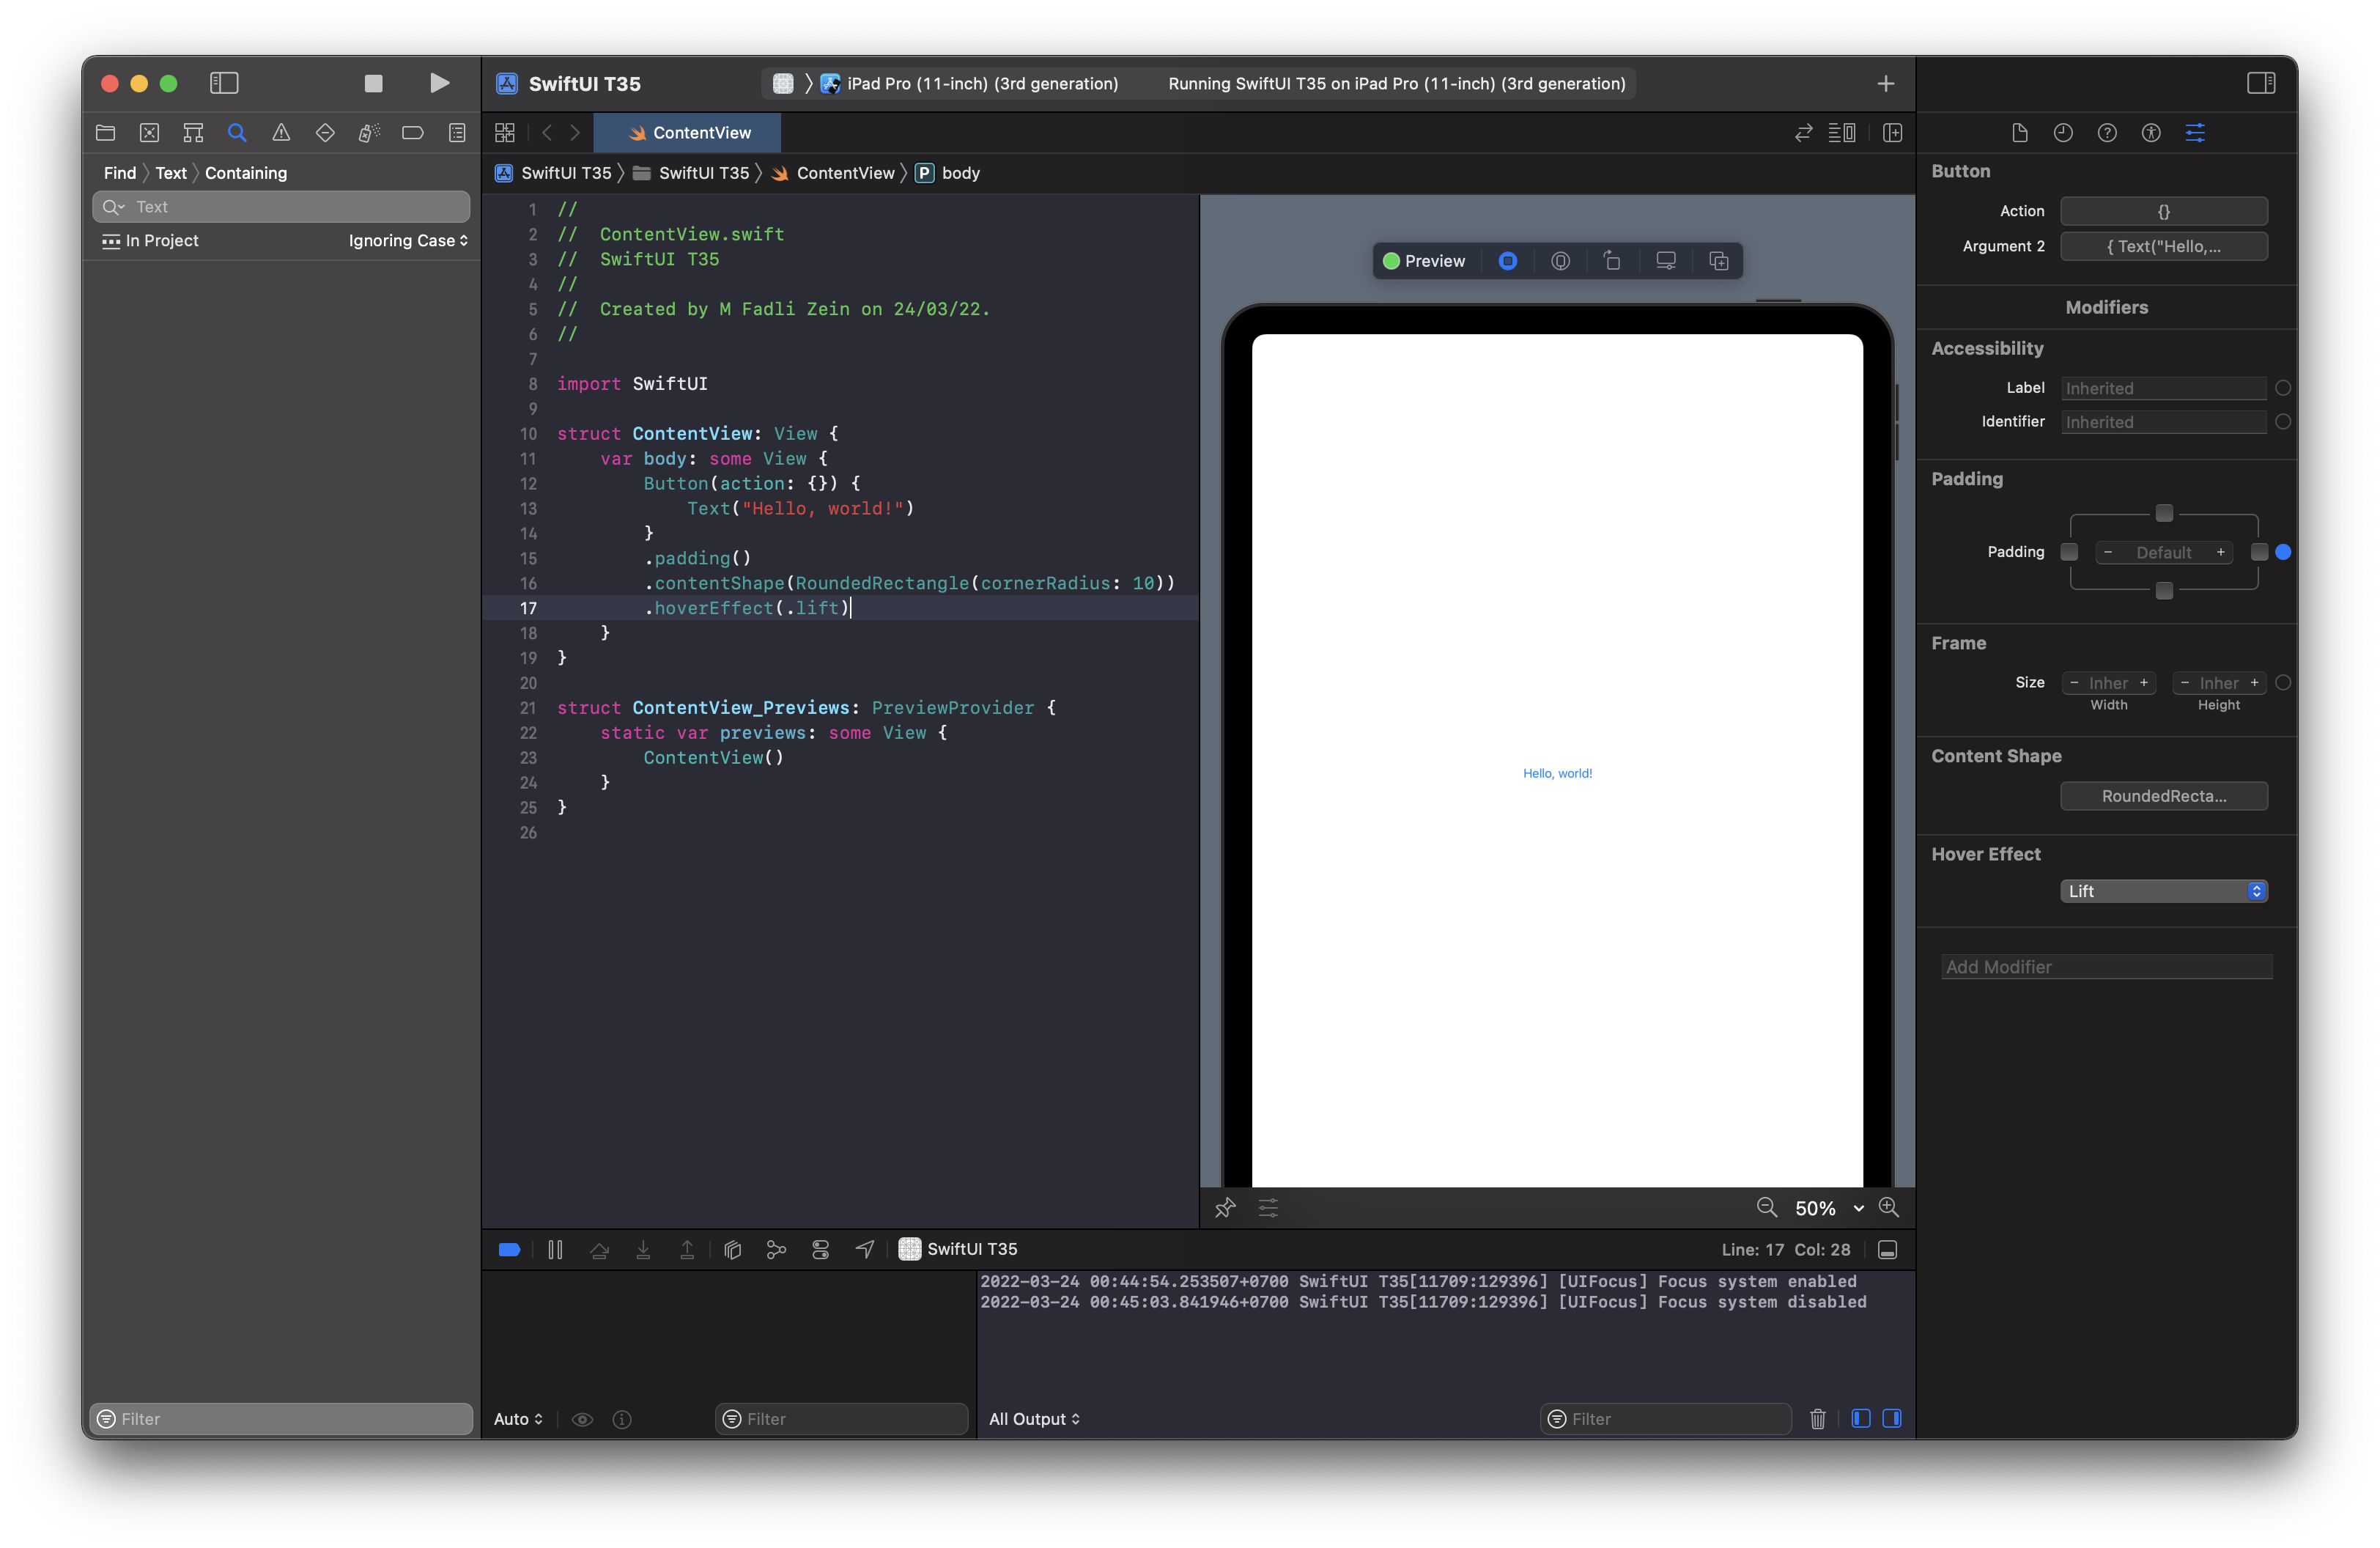 SwiftUI T35
iPad Pro (11-inch) (3rd generation)
Running SwiftUI T35 on iPad Pro (11-inch) (3rd generation)
Find
Text
Containing
Text
In Project
Ignoring Case
Filter
ContentView
SwiftUI T35
SwiftUI T35
ContentView
P
body
1 //
2 //  ContentView.swift
3 //  SwiftUI T35
4 //
5 //  Created by M Fadli Zein on 24/03/22.
6 //
7
8 import SwiftUI
9
10 struct ContentView: View {
11     var body: some View {
12         Button(action: {}) {
13             Text("Hello, world!")
14         }
15         .padding()
16         .contentShape(RoundedRectangle(cornerRadius: 10))
17         .hoverEffect(.lift)
18     }
19 }
20
21 struct ContentView_Previews: PreviewProvider {
22     static var previews: some View {
23         ContentView()
24     }
25 }
26
Preview
Hello, world!
50%
SwiftUI T35
Line: 17 Col: 28
2022-03-24 00:44:54.253507+0700 SwiftUI T35[11709:129396] [UIFocus] Focus system enabled
2022-03-24 00:45:03.841946+0700 SwiftUI T35[11709:129396] [UIFocus] Focus system disabled
Auto
Filter
All Output
Filter
Button
Action
{}
Argument 2
{ Text("Hello,...
Modifiers
Accessibility
Label
Inherited
Identifier
Inherited
Padding
Padding
- Default +
Frame
Size
- Inher +
- Inher +
Width
Height
Content Shape
RoundedRecta...
Hover Effect
Lift
Add Modifier